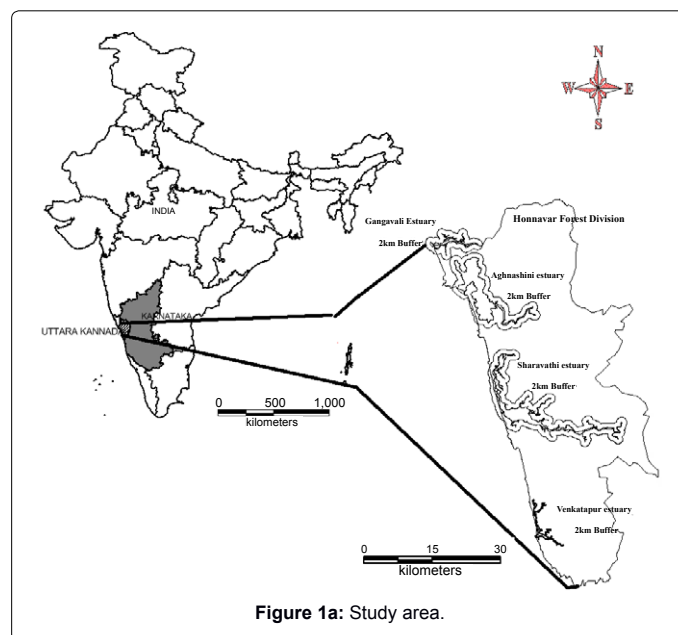 N
W E
S
INDIA
KARNATAKA
UTTARA KANNADA
0 500 1,000
kilometers
Gangavali Estuary
2km Buffer
Honnavar Forest Division
Aghnashini estuary
2km Buffer
Sharavathi estuary
2km Buffer
Venkatapur estuary
2km Buffer
0 15 30
kilometers
Figure 1a: Study area.